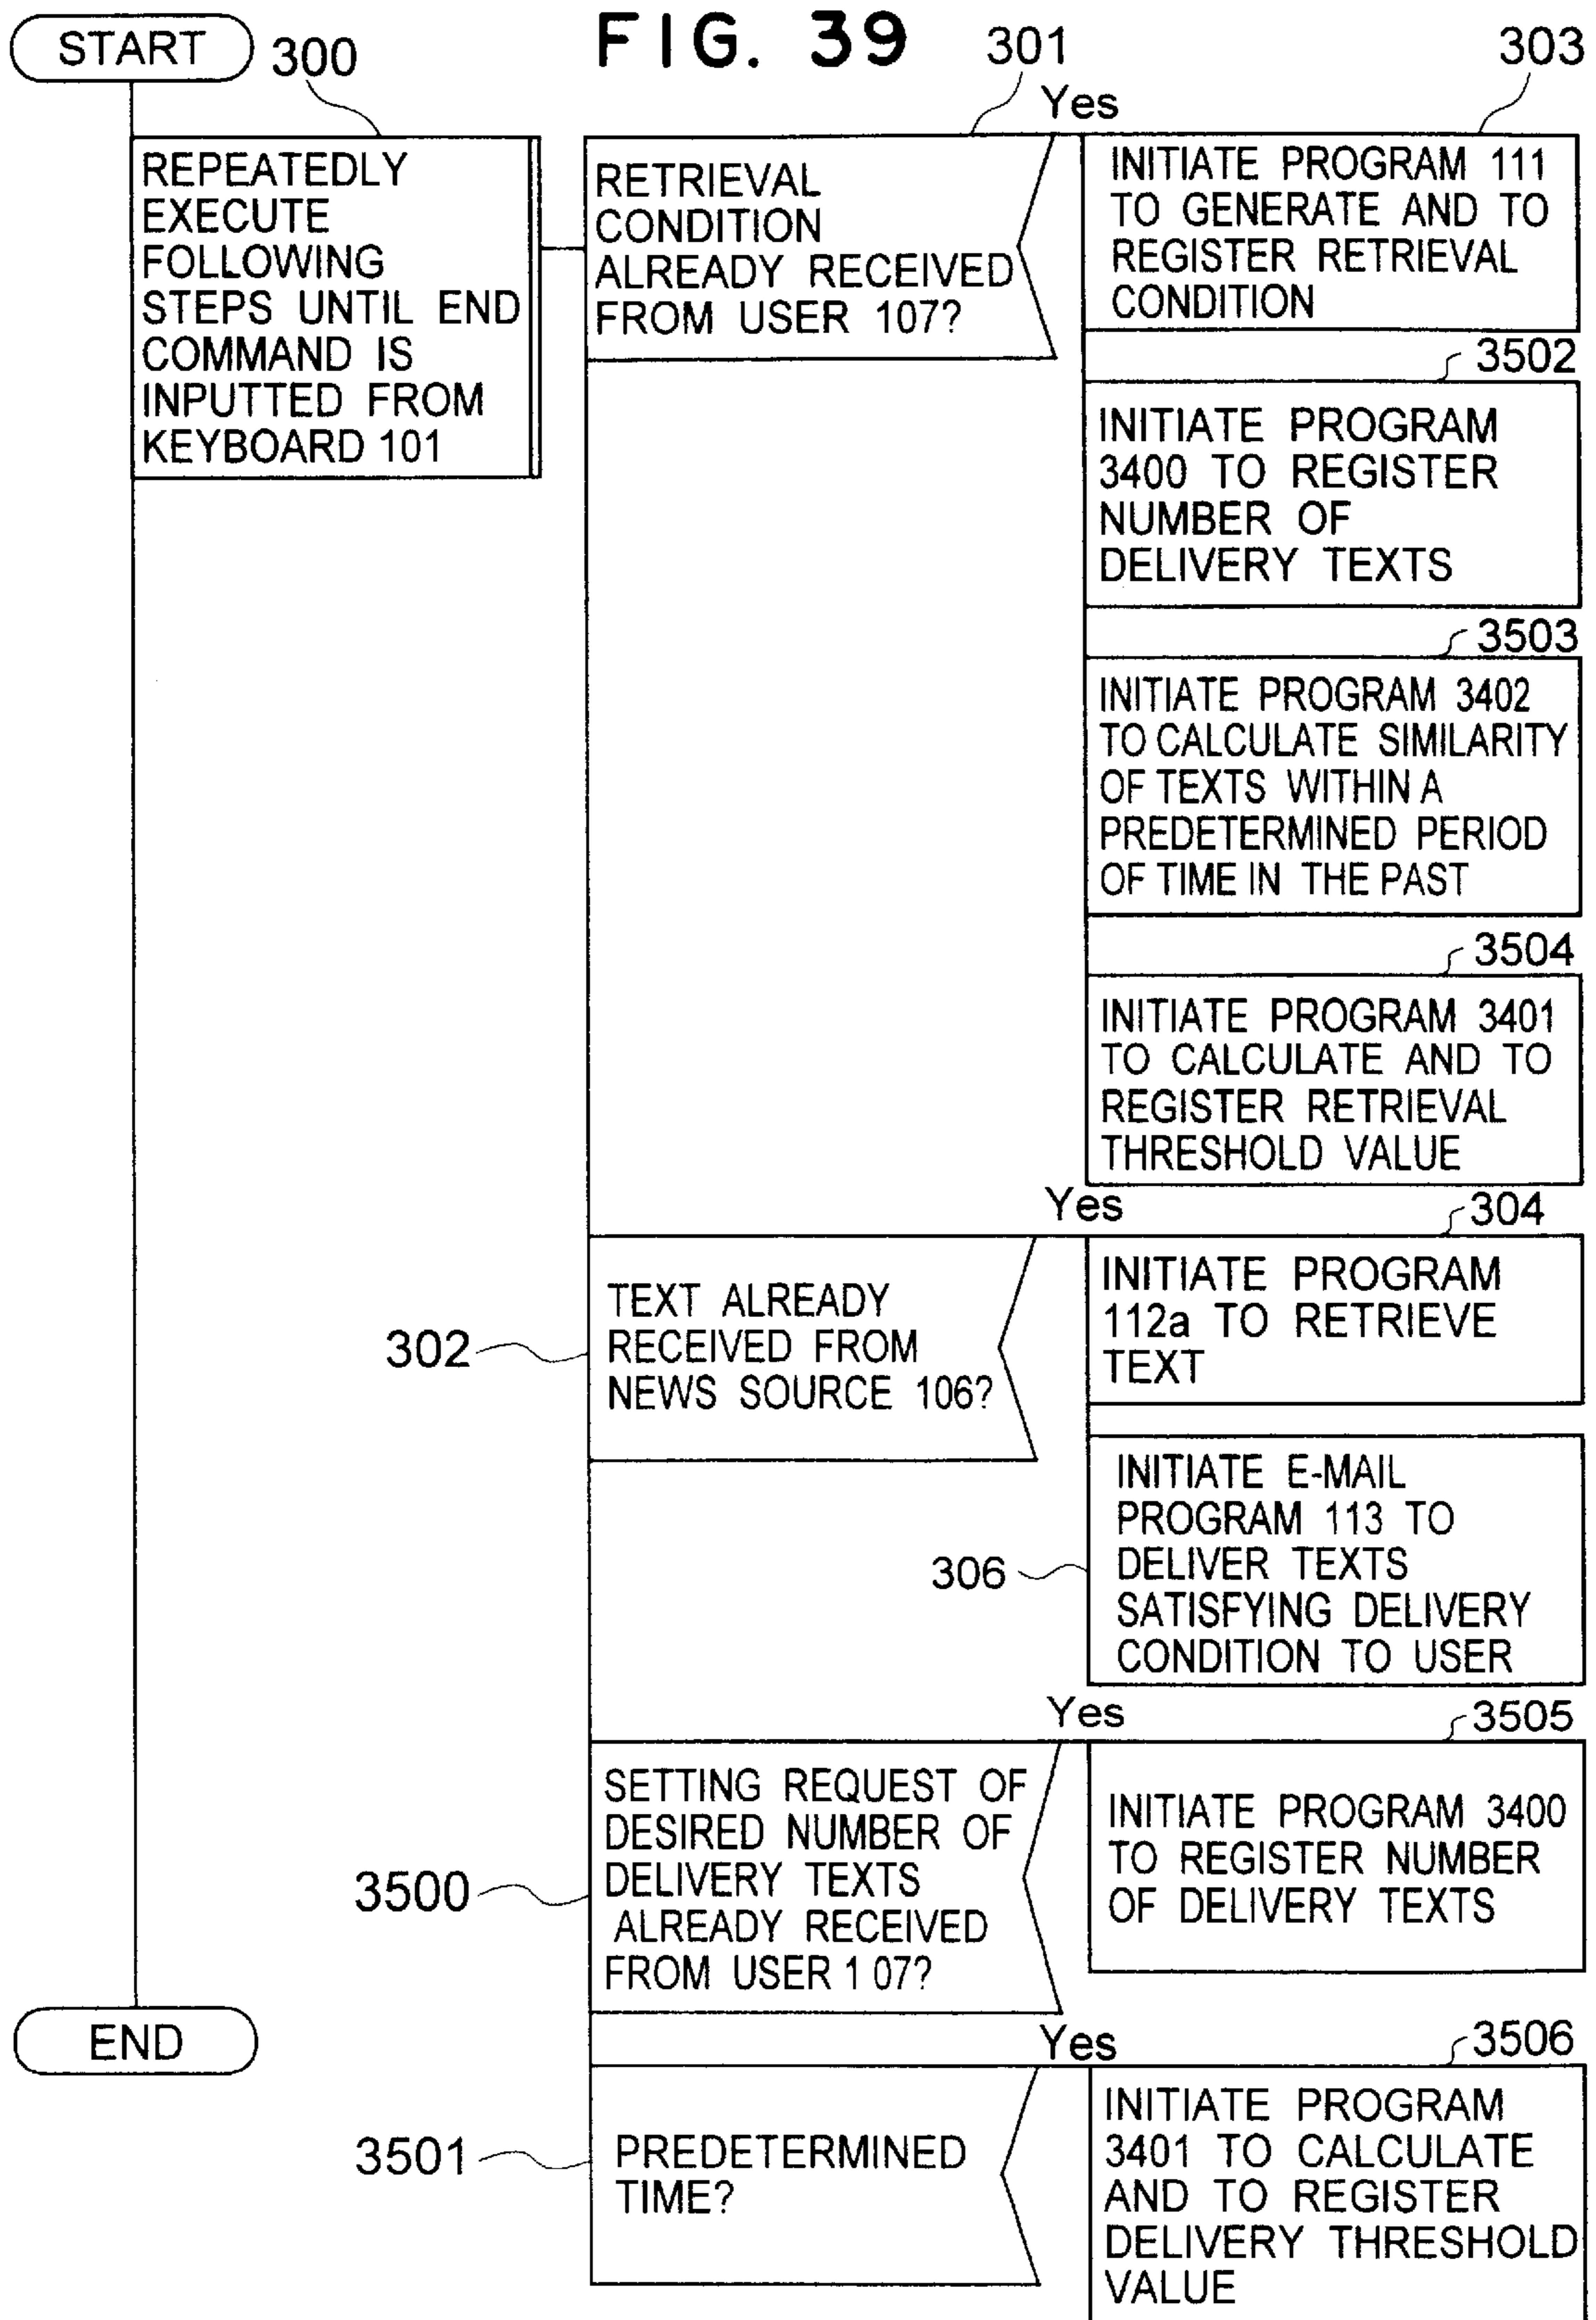 FIG. 39
START
300
REPEATEDLY
EXECUTE
FOLLOWING
STEPS UNTIL END
COMMAND IS
INPUTTED FROM
KEYBOARD 101
301
RETRIEVAL
CONDITION
ALREADY RECEIVED
FROM USER 107?
Yes
303
INITIATE PROGRAM 111
TO GENERATE AND TO
REGISTER RETRIEVAL
CONDITION
3502
INITIATE PROGRAM
3400 TO REGISTER
NUMBER OF
DELIVERY TEXTS
3503
INITIATE PROGRAM 3402
TO CALCULATE SIMILARITY
OF TEXTS WITHIN A
PREDETERMINED PERIOD
OF TIME IN THE PAST
3504
INITIATE PROGRAM 3401
TO CALCULATE AND TO
REGISTER RETRIEVAL
THRESHOLD VALUE
302
TEXT ALREADY
RECEIVED FROM
NEWS SOURCE 106?
Yes
304
INITIATE PROGRAM
112a TO RETRIEVE
TEXT
306
INITIATE E-MAIL
PROGRAM 113 TO
DELIVER TEXTS
SATISFYING DELIVERY
CONDITION TO USER
3500
SETTING REQUEST OF
DESIRED NUMBER OF
DELIVERY TEXTS
ALREADY RECEIVED
FROM USER 1 07?
Yes
3505
INITIATE PROGRAM 3400
TO REGISTER NUMBER
OF DELIVERY TEXTS
3501
PREDETERMINED
TIME?
Yes
3506
INITIATE PROGRAM
3401 TO CALCULATE
AND TO REGISTER
DELIVERY THRESHOLD
VALUE
END